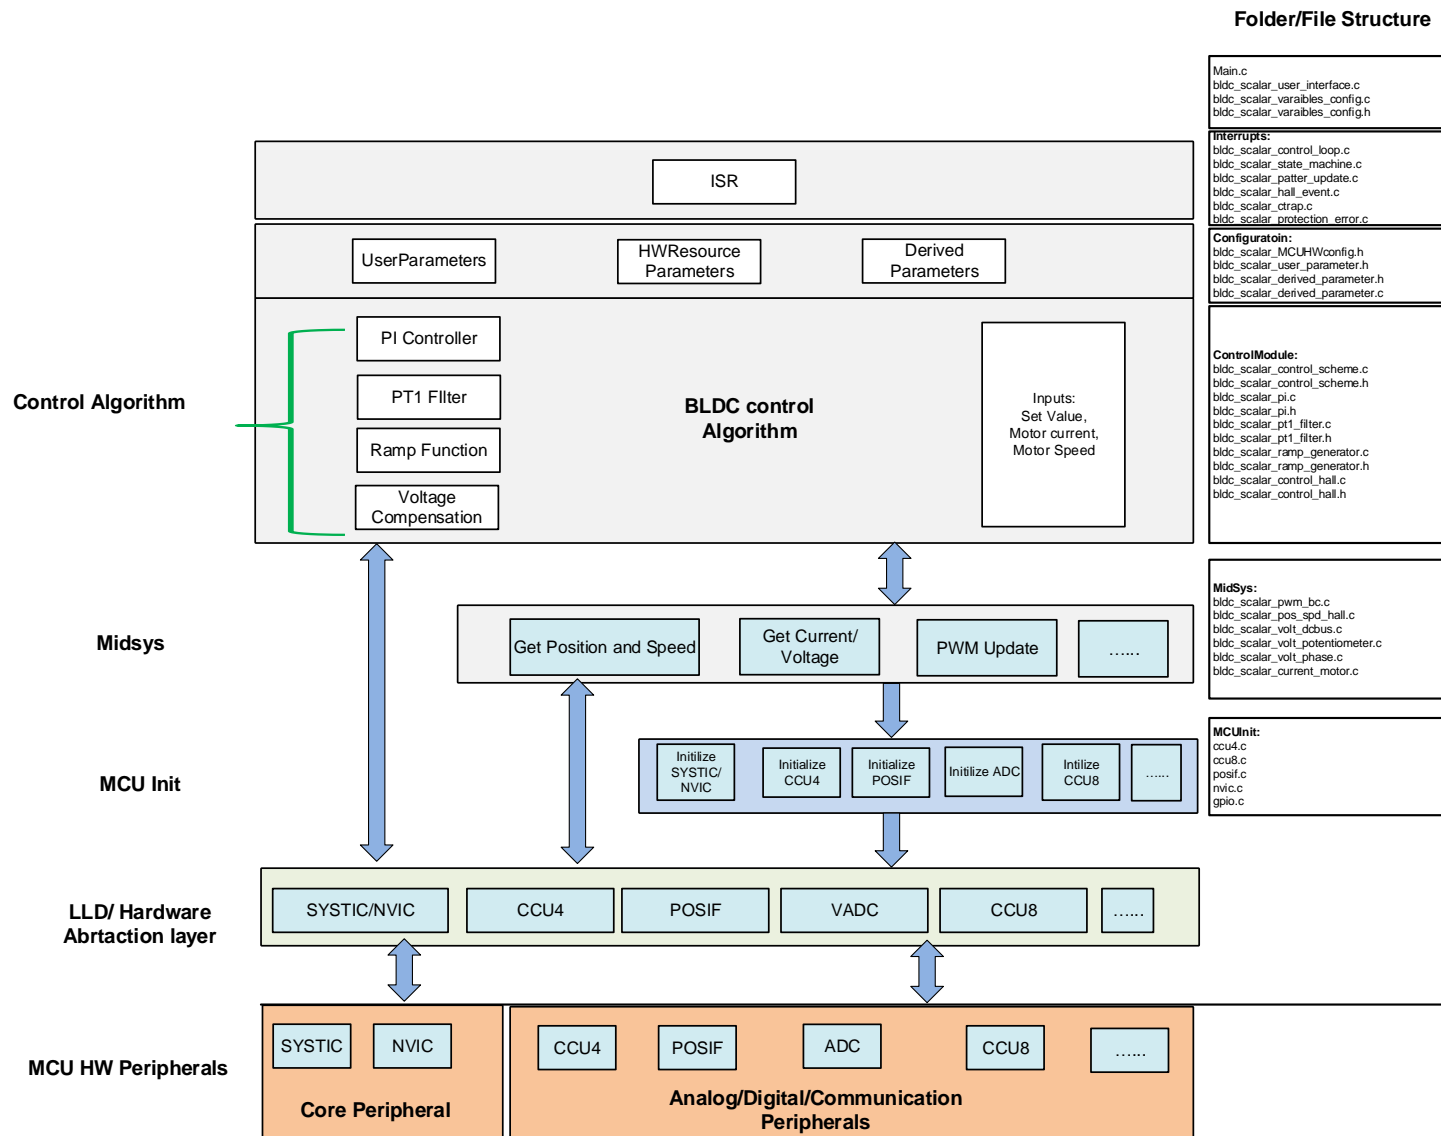 Folder/File Structure
Main.c
bldc_scalar_user_interface.c
bldc_scalar_varaibles_config.c
bldc_scalar_varaibles_config.h
Interrupts:
bldc_scalar_control_loop.c
bldc_scalar_state_machine.c
bldc_scalar_patter_update.c
bldc_scalar_hall_event.c
bldc_scalar_ctrap.c
bldc_scalar_protection_error.c
ISR
Configuratoin:
bldc_scalar_MCUHWconfig.h
bldc_scalar_user_parameter.h
bldc_scalar_derived_parameter.h
bldc_scalar_derived_parameter.c
UserParameters
HWResource
Parameters
Derived
Parameters
Control Algorithm
PI Controller
PT1 FIlter
Ramp Function
Voltage
Compensation
BLDC control
Algorithm
Inputs:
Set Value,
Motor current,
Motor Speed
ControlModule:
bldc_scalar_control_scheme.c
bldc_scalar_control_scheme.h
bldc_scalar_pi.c
bldc_scalar_pi.h
bldc_scalar_pt1_filter.c
bldc_scalar_pt1_filter.h
bldc_scalar_ramp_generator.c
bldc_scalar_ramp_generator.h
bldc_scalar_control_hall.c
bldc_scalar_control_hall.h
Midsys
Get Position and Speed
Get Current/
Voltage
PWM Update
......
MidSys:
bldc_scalar_pwm_bc.c
bldc_scalar_pos_spd_hall.c
bldc_scalar_volt_dcbus.c
bldc_scalar_volt_potentiometer.c
bldc_scalar_volt_phase.c
bldc_scalar_current_motor.c
MCU Init
Initilize
SYSTIC/
NVIC
Initialize
CCU4
Initialize
POSIF
Initilize ADC
Intilize
CCU8
......
MCUInit:
ccu4.c
ccu8.c
posif.c
nvic.c
gpio.c
LLD/ Hardware
Abrtaction layer
SYSTIC/NVIC
CCU4
POSIF
VADC
CCU8
......
MCU HW Peripherals
SYSTIC
NVIC
Core Peripheral
CCU4
POSIF
ADC
CCU8
......
Analog/Digital/Communication
Peripherals